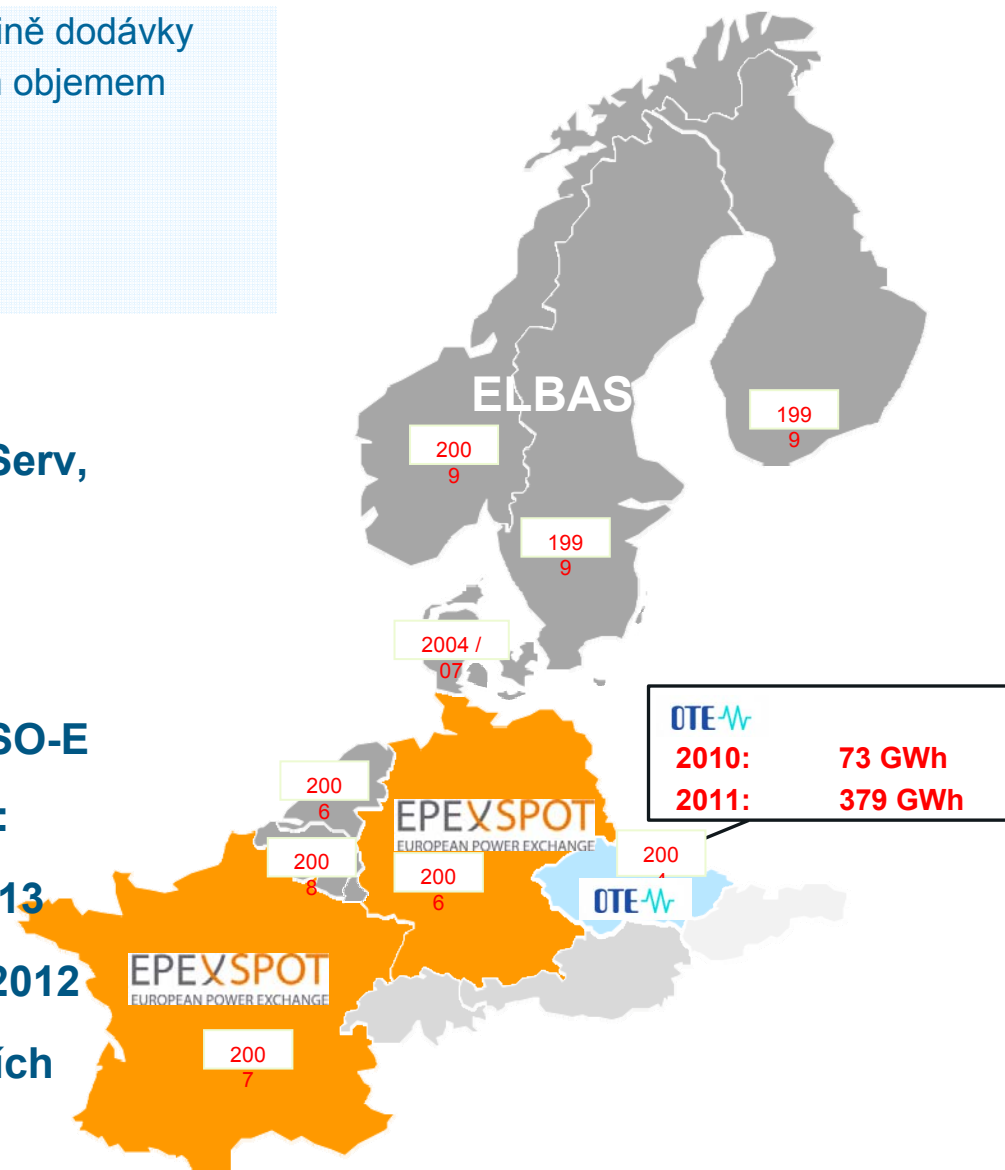 ině dodávky
objemem
ELBAS
199
9
200
9
Serv,
199
9
2004 /
07
OTE
2010: 73 GWh
2011: 379 GWh
SO-E
200
6
:
EPEXSPOT
EUROPEAN POWER EXCHANGE
200
8
200
6
200
OTE
13
2012
EPEXSPOT
EUROPEAN POWER EXCHANGE
ích
200
7